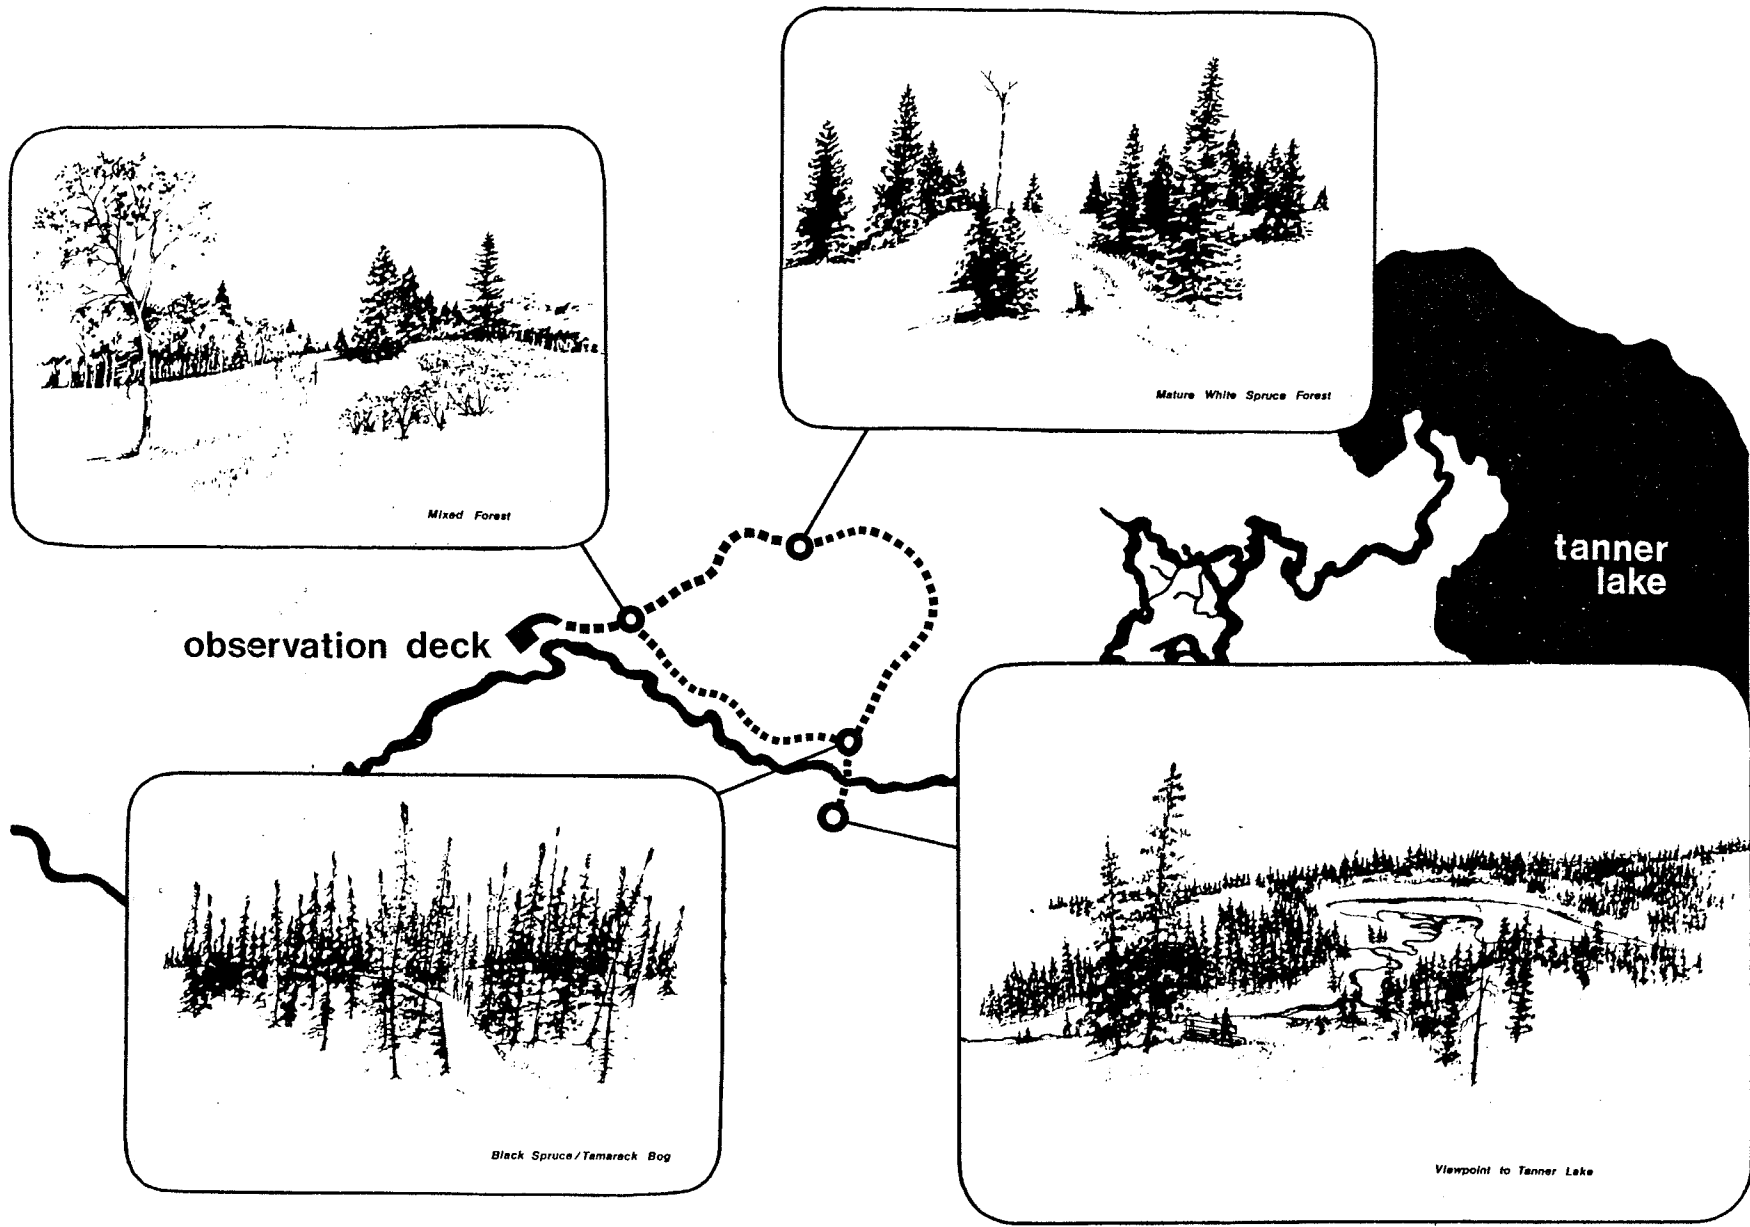 Mature White Spruce Forest
Mixed Forest
tanner
lake
observation deck
Black Spruce/Tamarack Bog
Viewpoint to Tanner Lake